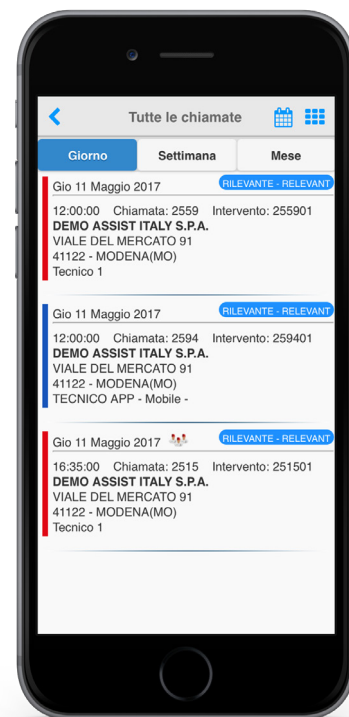 Tutte le chiamate
Giorno Settimana Mese
Gio 11 Maggio 2017 RILEVANTE - RELEVANT
12:00:00 Chiamata: 2559 Intervento: 255901
DEMO ASSIST ITALY S.P.A.
VIALE DEL MERCATO 91
41122 - MODENA(MO)
Tecnico 1
Gio 11 Maggio 2017 RILEVANTE - RELEVANT
12:00:00 Chiamata: 2594 Intervento: 259401
DEMO ASSIST ITALY S.P.A.
VIALE DEL MERCATO 91
41122 - MODENA(MO)
TECNICO APP - Mobile -
Gio 11 Maggio 2017 RILEVANTE - RELEVANT
16:35:00 Chiamata: 2515 Intervento: 251501
DEMO ASSIST ITALY S.P.A.
VIALE DEL MERCATO 91
41122 - MODENA(MO)
Tecnico 1